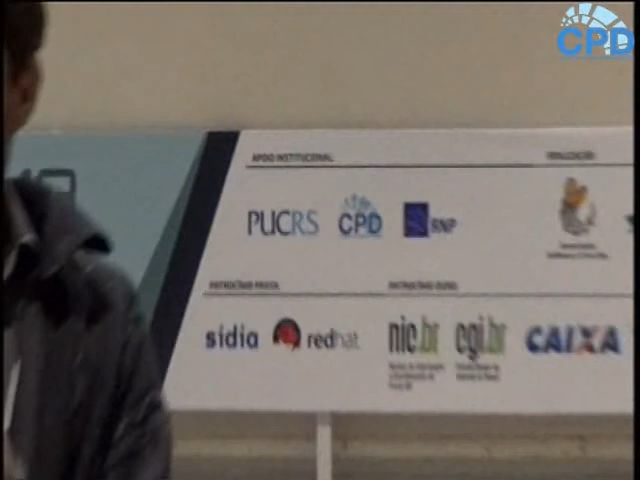 CPD
APOIO INSTITUCIONAL
REALIZAÇÃO
PUCRS CPD RNP
PATROCÍNIO PRATA
PATROCÍNIO OURO
sidia redhat nic.br cgi.br CAIXA